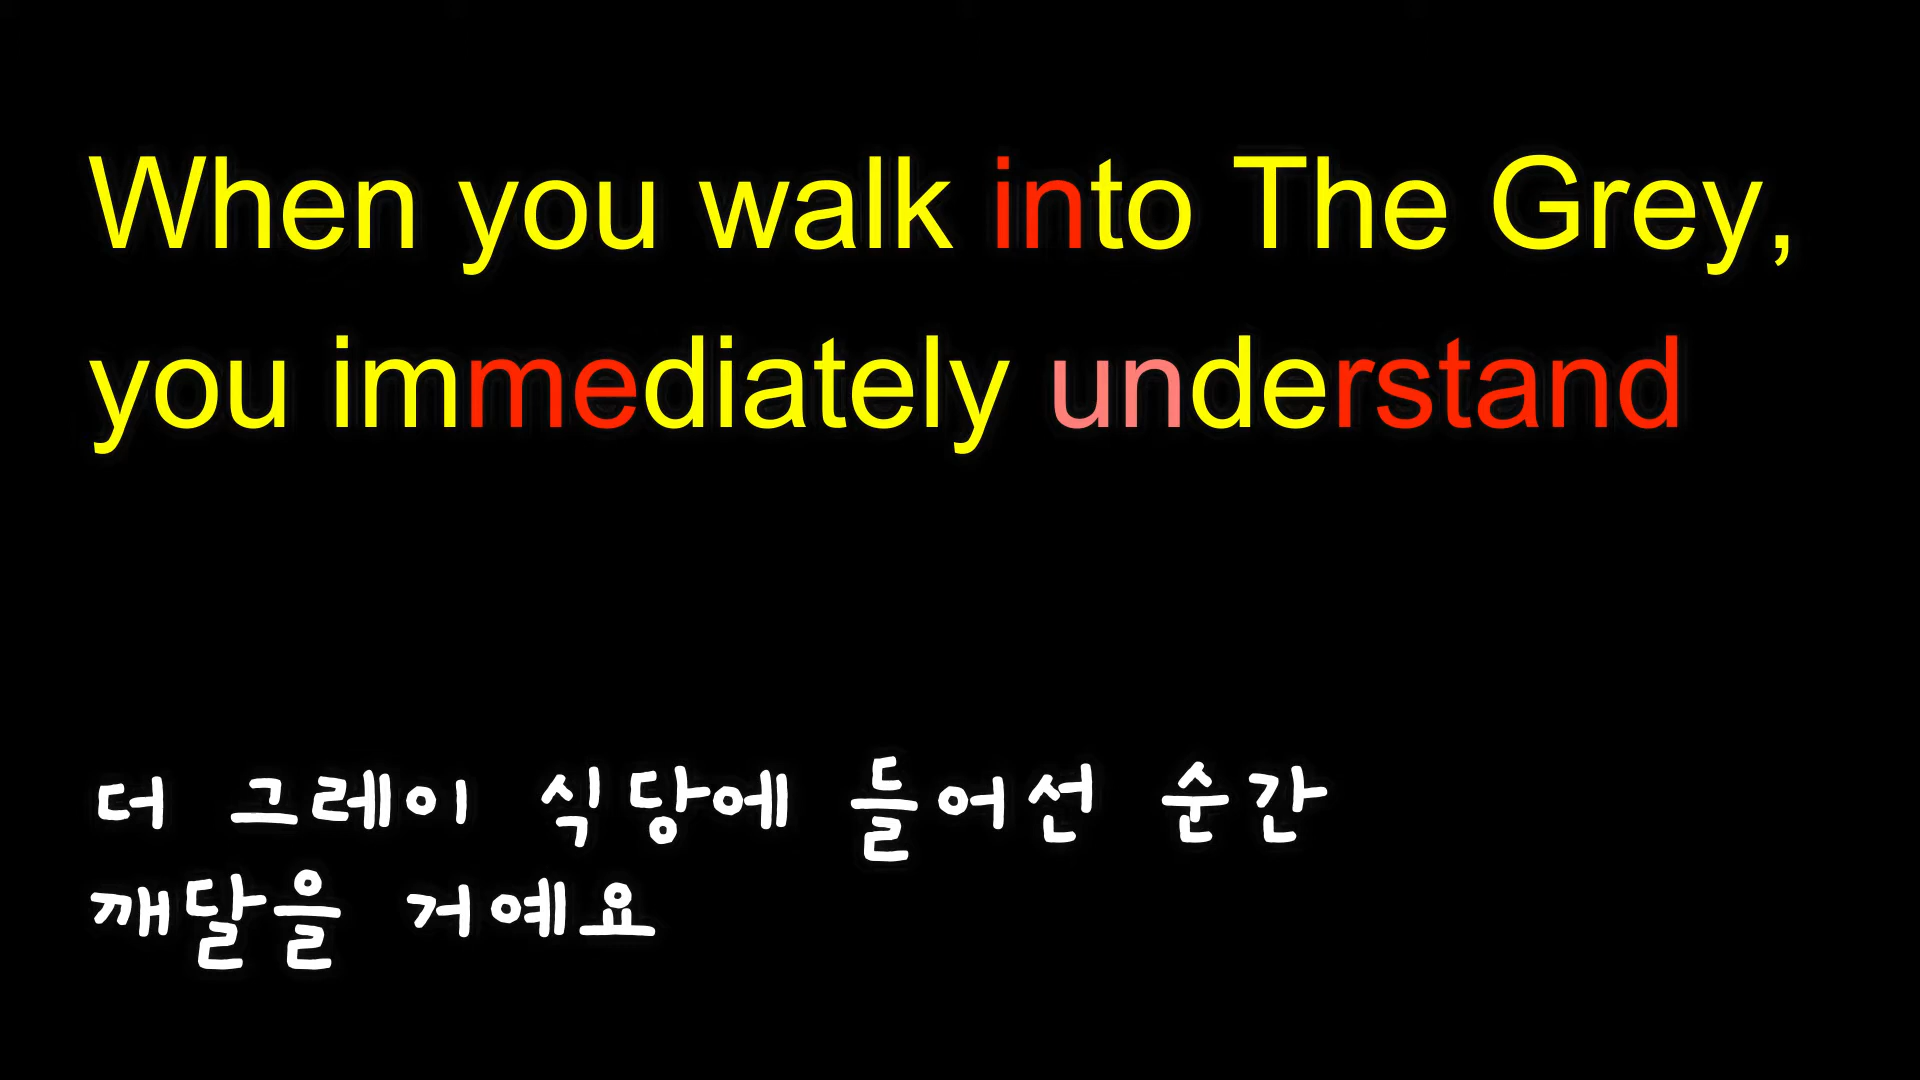 When you walk into The Grey,
you immediately understand
더 그레이 식당에 들어선 순간
깨달을 거예요